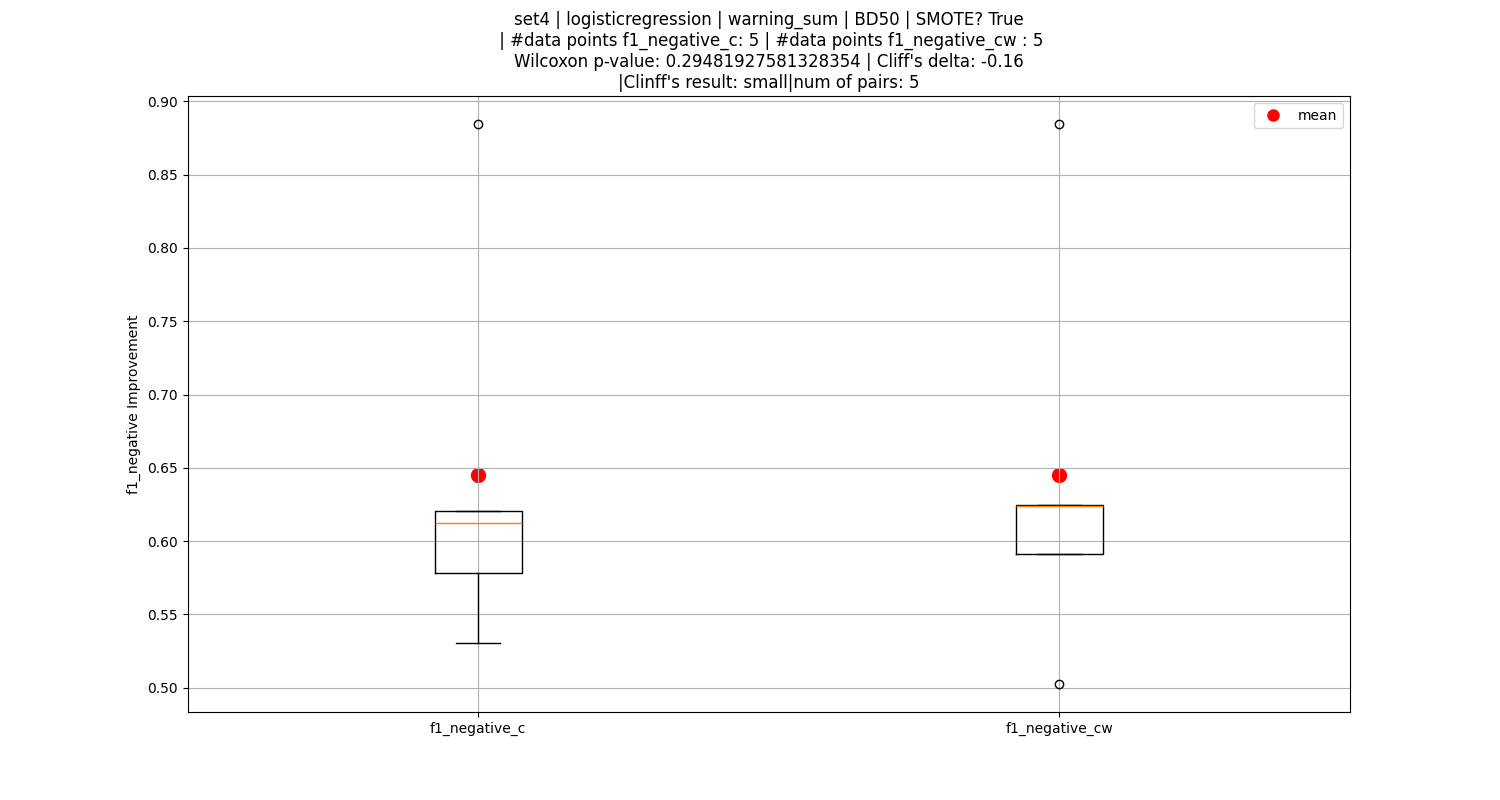 set4 | logisticregression | warning_sum | BD50 | SMOTE? True
| #data points f1_negative_c: 5 | #data points f1_negative_cw : 5
Wilcoxon p-value: 0.29481927581328354 | Cliff's delta: -0.16
|Clinff's result: small|num of pairs: 5
mean
0.90
0.85
0.80
0.75
0.70
0.65
0.60
0.55
0.50
f1_negative Improvement
f1_negative_c
f1_negative_cw